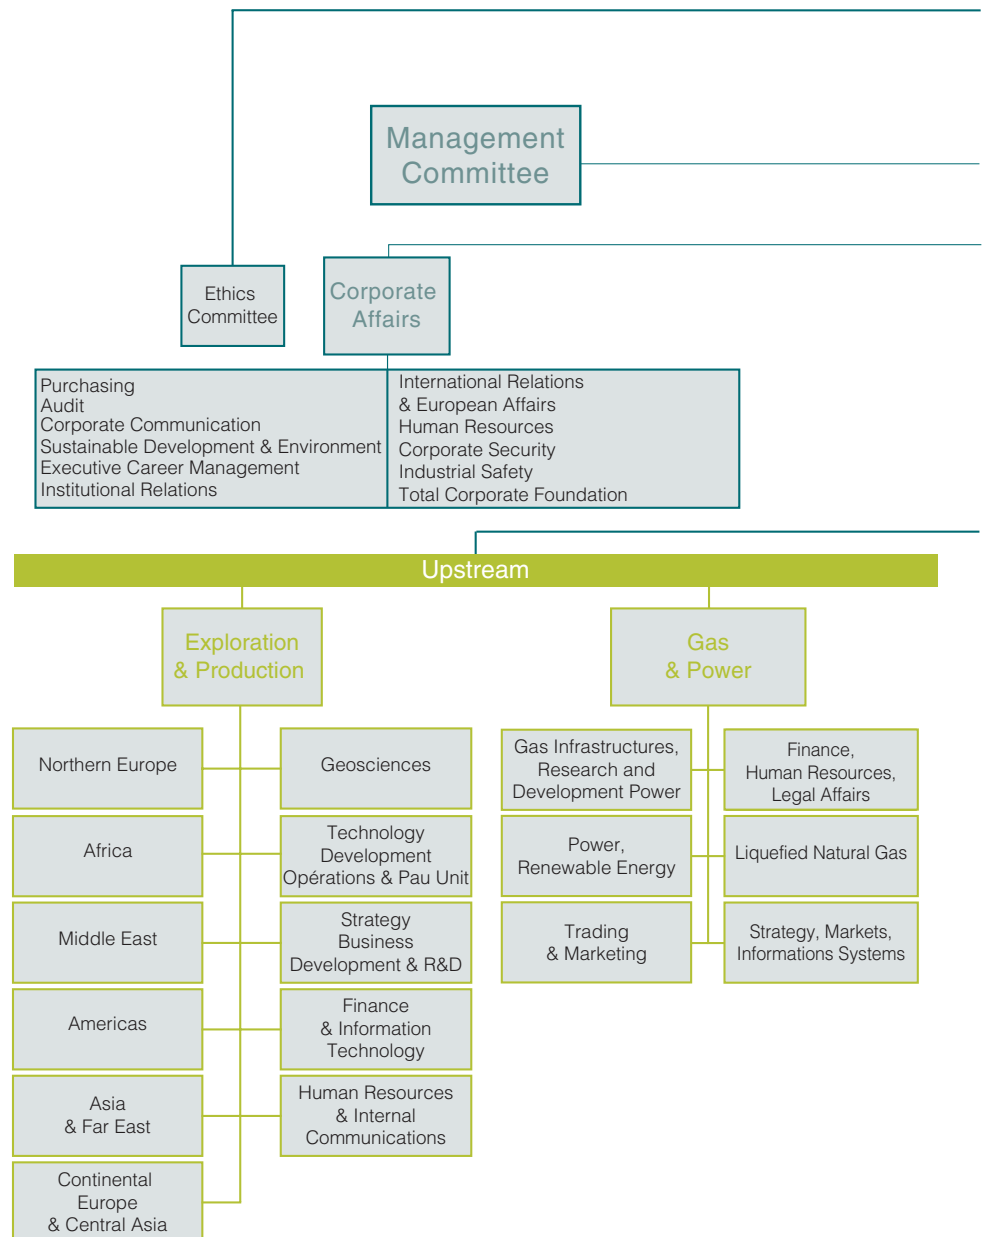 Management
Committee
Ethics
Committee
Corporate
Affairs
Purchasing
Audit
Corporate Communication
Sustainable Development & Environment
Executive Career Management
Institutional Relations
International Relations
& European Affairs
Human Resources
Corporate Security
Industrial Safety
Total Corporate Foundation
Upstream
Exploration
& Production
Gas
& Power
Northern Europe
Geosciences
Africa
Technology
Development
Opérations & Pau Unit
Middle East
Strategy
Business
Development & R&D
Americas
Finance
& Information
Technology
Asia
& Far East
Human Resources
& Internal
Communications
Continental
Europe
& Central Asia
Gas Infrastructures,
Research and
Development Power
Finance,
Human Resources,
Legal Affairs
Power,
Renewable Energy
Liquefied Natural Gas
Trading
& Marketing
Strategy, Markets,
Informations Systems